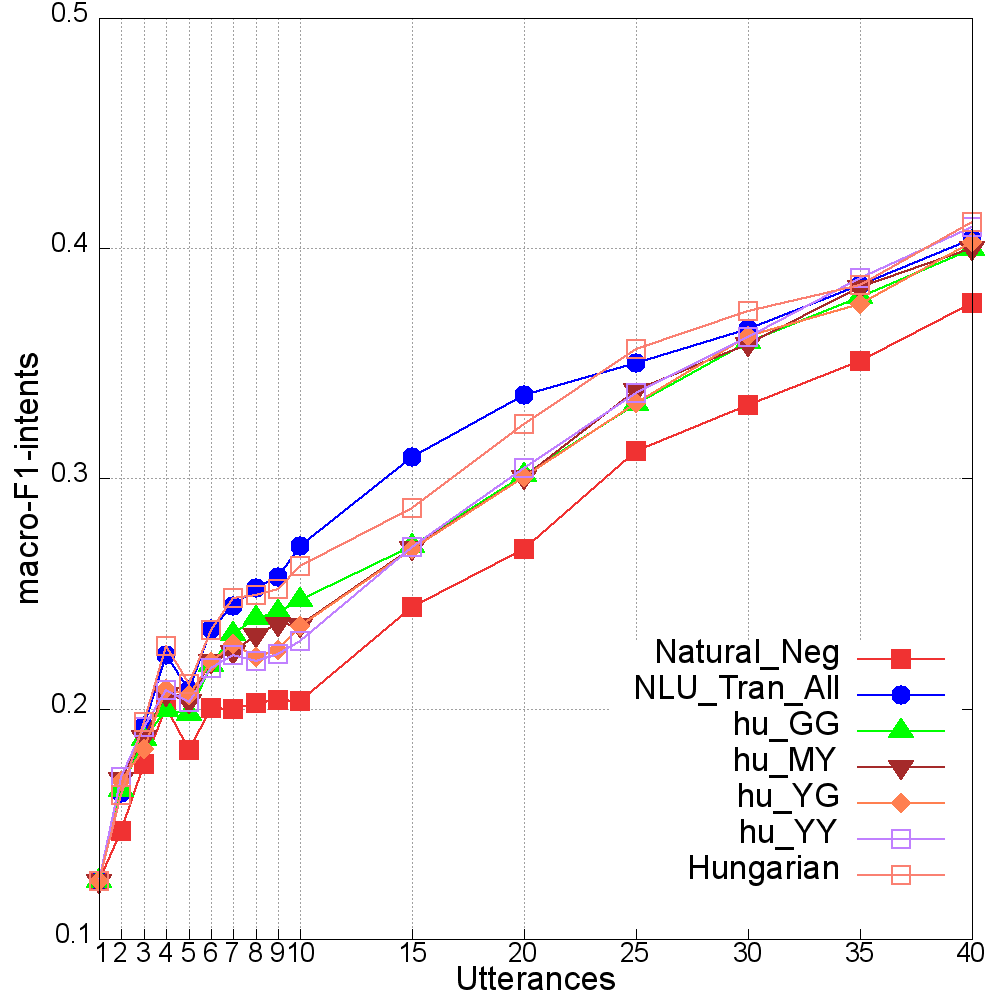 0.5
0.4
0.3
0.2
0.1
macro-F1-intents
Natural_Neg
NLU_Tran_All
hu_GG
hu_MY
hu_YG
hu_YY
Hungarian
1 2 3 4 5 6 7 8 9 10 15 20 25 30 35 40
Utterances